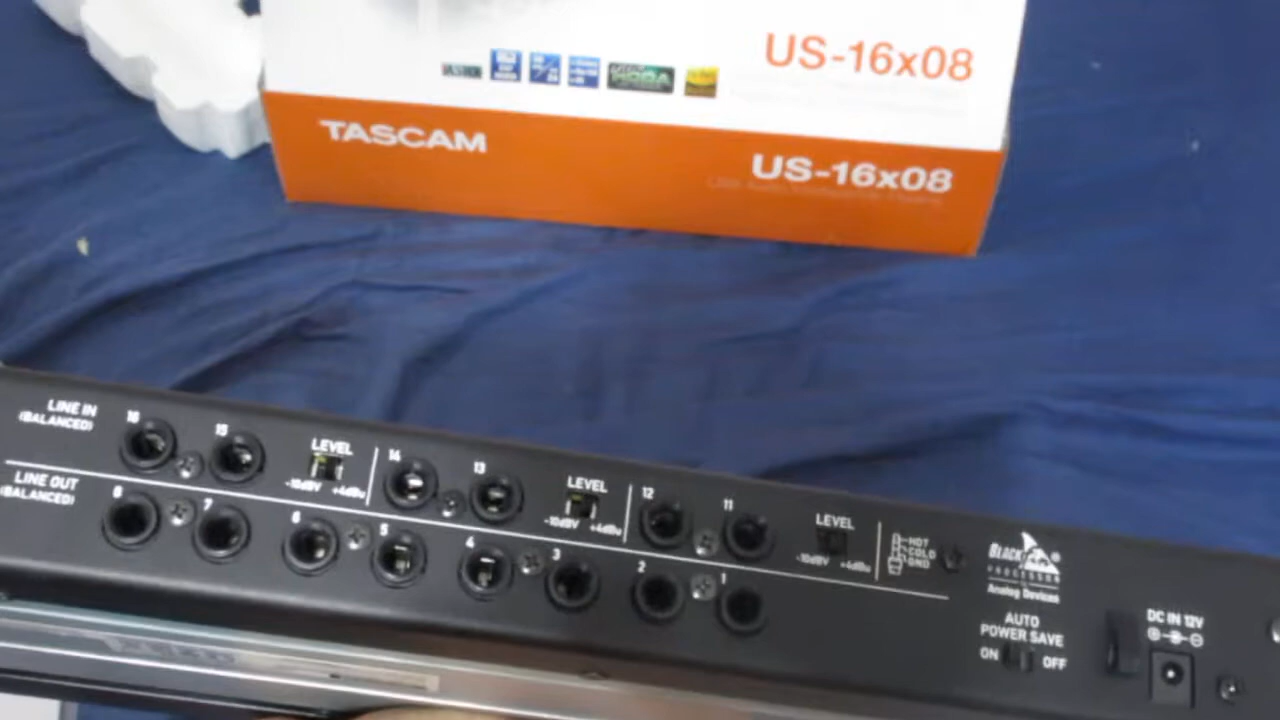 US-16x08
TASCAM
US-16x08
LINE IN
(BALANCED)
16
15
LEVEL
-10dBV +4dBu
14
13
LEVEL
-10dBV +4dBu
12
11
LEVEL
-10dBV +4dBu
HOT
COLD
GND
LINE OUT
(BALANCED)
8
7
6
5
4
3
2
1
BLACKFIN®
PROCESSOR
Analog Devices
AUTO
POWER SAVE
ON OFF
DC IN 12V